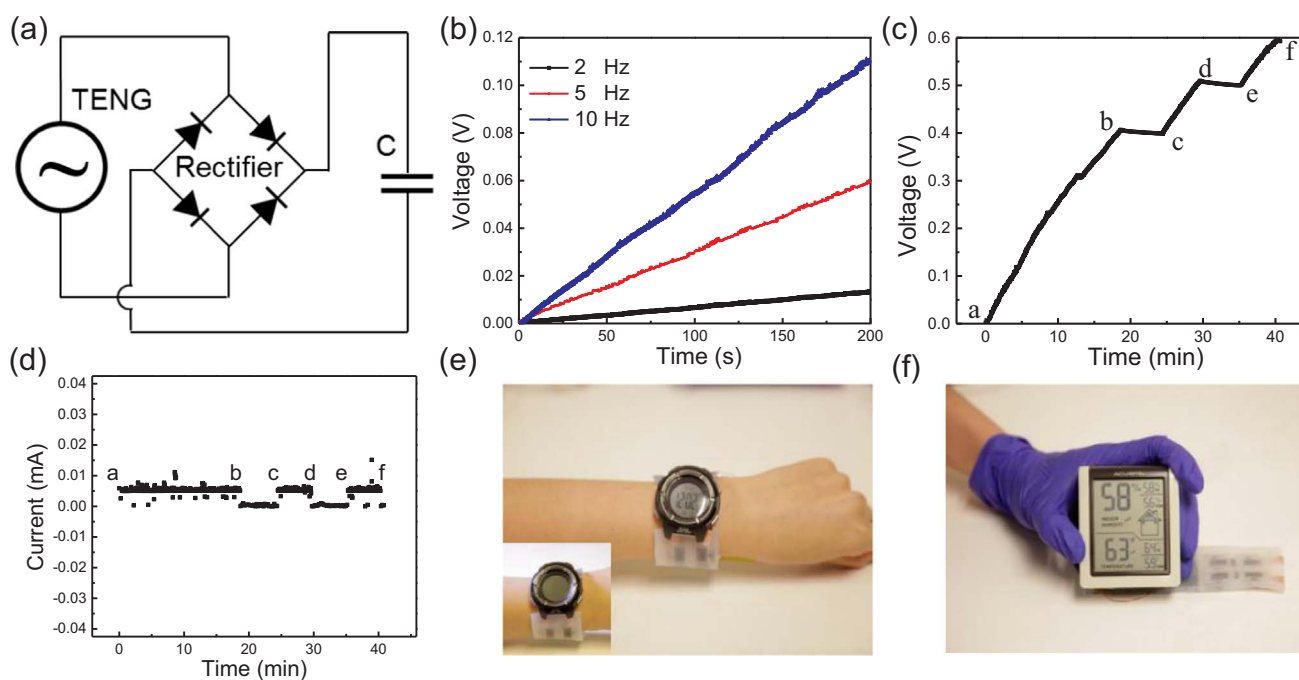 (a)
TENG
Rectifier
C
(b)
0.12
0.10
0.08
0.06
0.04
0.02
0.00
Voltage (V)
2 Hz
5 Hz
10 Hz
0 50 100 150 200
Time (s)
(c)
0.6
0.5
0.4
0.3
0.2
0.1
0.0
Voltage (V)
a b c d e f
0 10 20 30 40
Time (min)
(d)
0.04
0.03
0.02
0.01
0.00
-0.01
-0.02
-0.03
-0.04
Current (mA)
a b c d e f
0 10 20 30 40
Time (min)
(e)
(f)
58
63